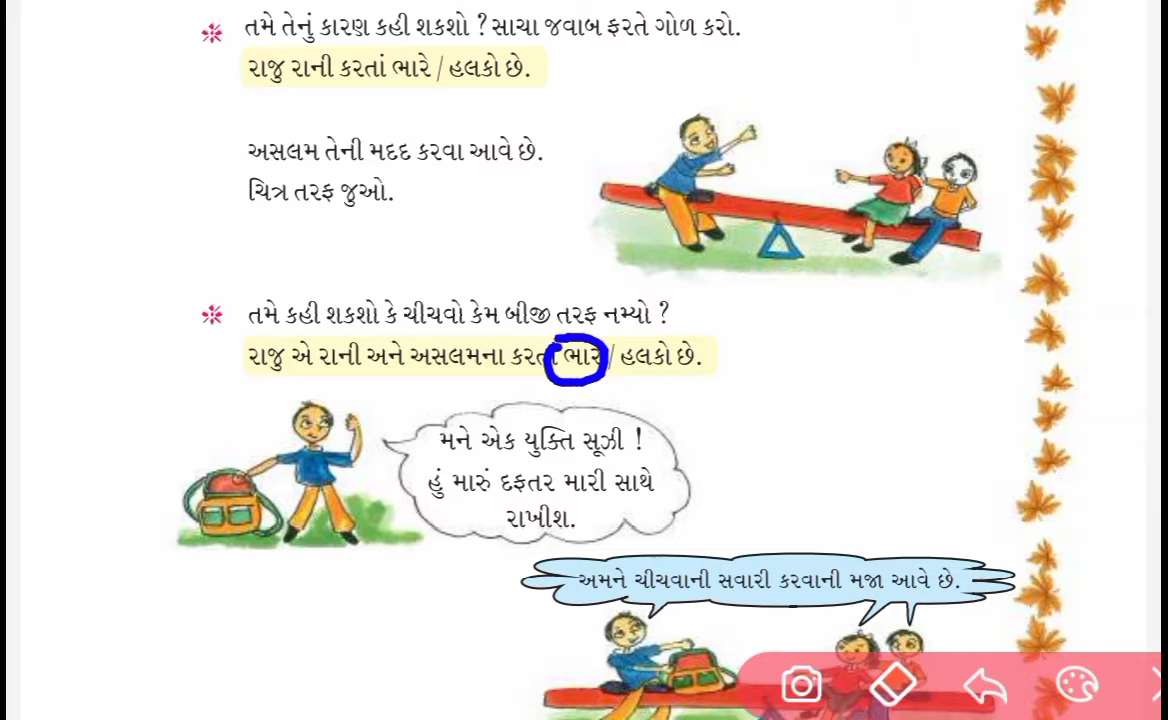 તમે તેનું કારણ કહી શકશો ? સાચા જવાબ ફરતે ગોળ કરો.
રાજુ રાની કરતાં ભારે / હલકો છે.
અસલમ તેની મદદ કરવા આવે છે.
ચિત્ર તરફ જુઓ.
તમે કહી શકશો કે ચીચવો કેમ બીજી તરફ નમ્યો ?
રાજુ એ રાની અને અસલમના કરતાં ભારે / હલકો છે.
મને એક યુક્તિ સૂઝી !
હું મારું દફતર મારી સાથે
રાખીશ.
અમને ચીચવાની સવારી કરવાની મજા આવે છે.